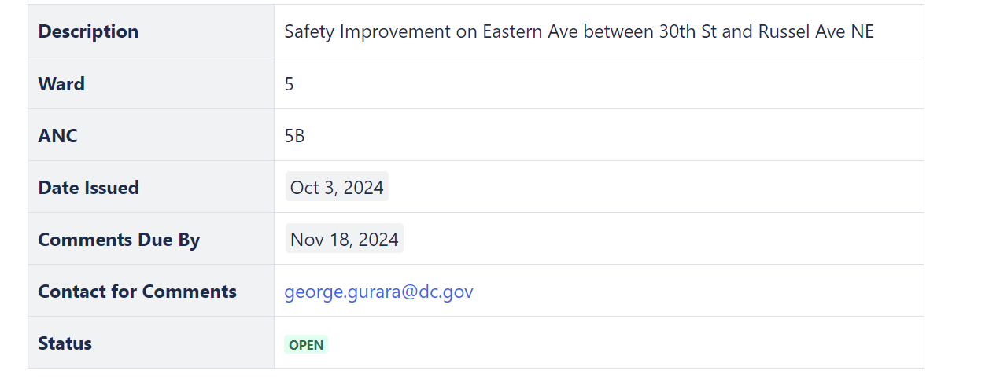 Description Safety Improvement on Eastern Ave between 30th St and Russel Ave NE
Ward 5
ANC 5B
Date Issued Oct 3, 2024
Comments Due By Nov 18, 2024
Contact for Comments george.gurara@dc.gov
Status OPEN